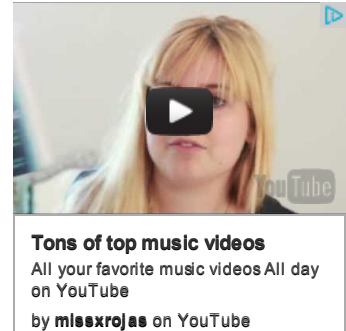 YouTube
Tons of top music videos
All your favorite music videos All day
on YouTube
by missxrojas on YouTube